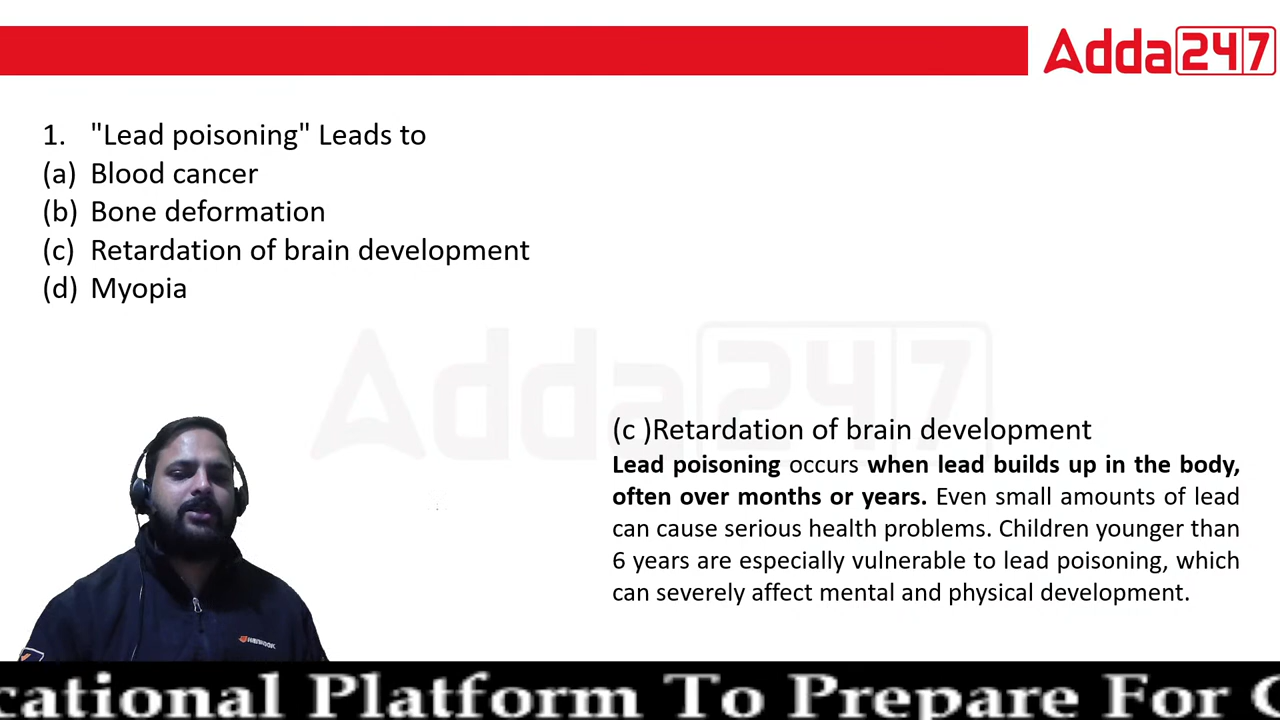 Adda247
1. "Lead poisoning" Leads to
(a) Blood cancer
(b) Bone deformation
(c) Retardation of brain development
(d) Myopia
Adda247
(c )Retardation of brain development
Lead poisoning occurs when lead builds up in the body,
often over months or years. Even small amounts of lead
can cause serious health problems. Children younger than
6 years are especially vulnerable to lead poisoning, which
can severely affect mental and physical development.
cational Platform To Prepare For